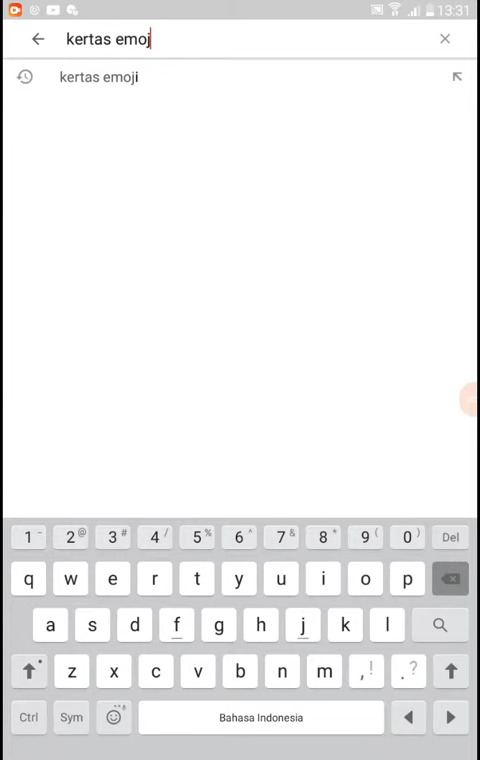 13:31
kertas emoj
kertas emoji
1 - 2 @ 3 # 4 / 5 % 6 ^ 7 & 8 * 9 ( 0 ) Del
q w e r t y u i o p
a s d f g h j k l
z x c v b n m , ! . ?
Ctrl Sym Bahasa Indonesia